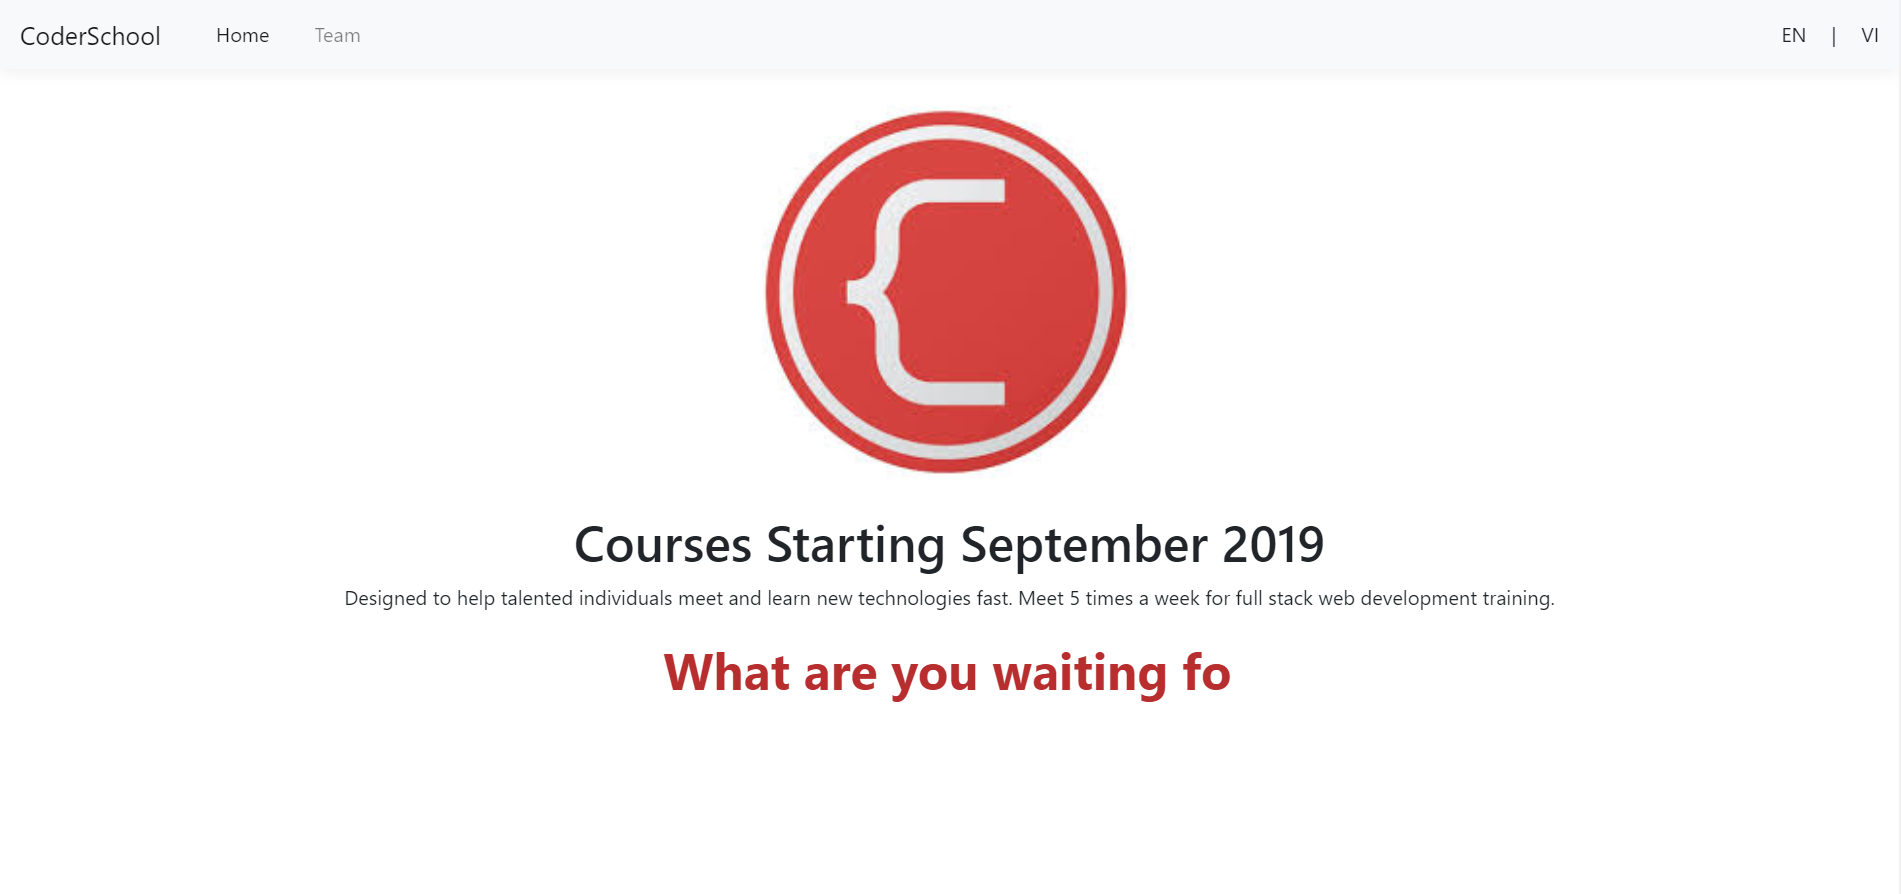 CoderSchool Home Team EN | VI
Courses Starting September 2019
Designed to help talented individuals meet and learn new technologies fast. Meet 5 times a week for full stack web development training.
What are you waiting fo